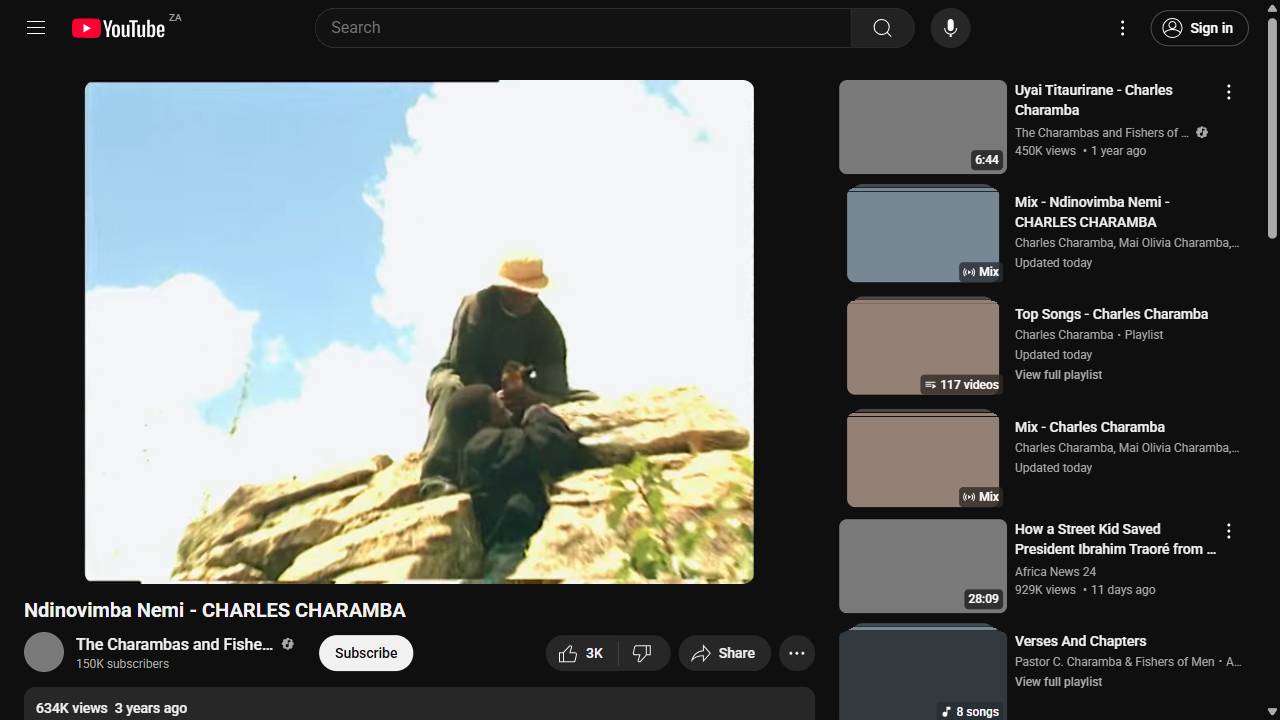 YouTube ZA
Search
Sign in
Ndinovimba Nemi - CHARLES CHARAMBA
The Charambas and Fishe...
150K subscribers
Subscribe
3K
Share
634K views 3 years ago
6:44
Uyai Titaurirane - Charles
Charamba
The Charambas and Fishers of ...
450K views • 1 year ago
Mix
Mix - Ndinovimba Nemi -
CHARLES CHARAMBA
Charles Charamba, Mai Olivia Charamba,...
Updated today
117 videos
Top Songs - Charles Charamba
Charles Charamba • Playlist
Updated today
View full playlist
Mix
Mix - Charles Charamba
Charles Charamba, Mai Olivia Charamba,...
Updated today
28:09
How a Street Kid Saved
President Ibrahim Traoré from ...
Africa News 24
929K views • 11 days ago
8 songs
Verses And Chapters
Pastor C. Charamba & Fishers of Men • A...
View full playlist